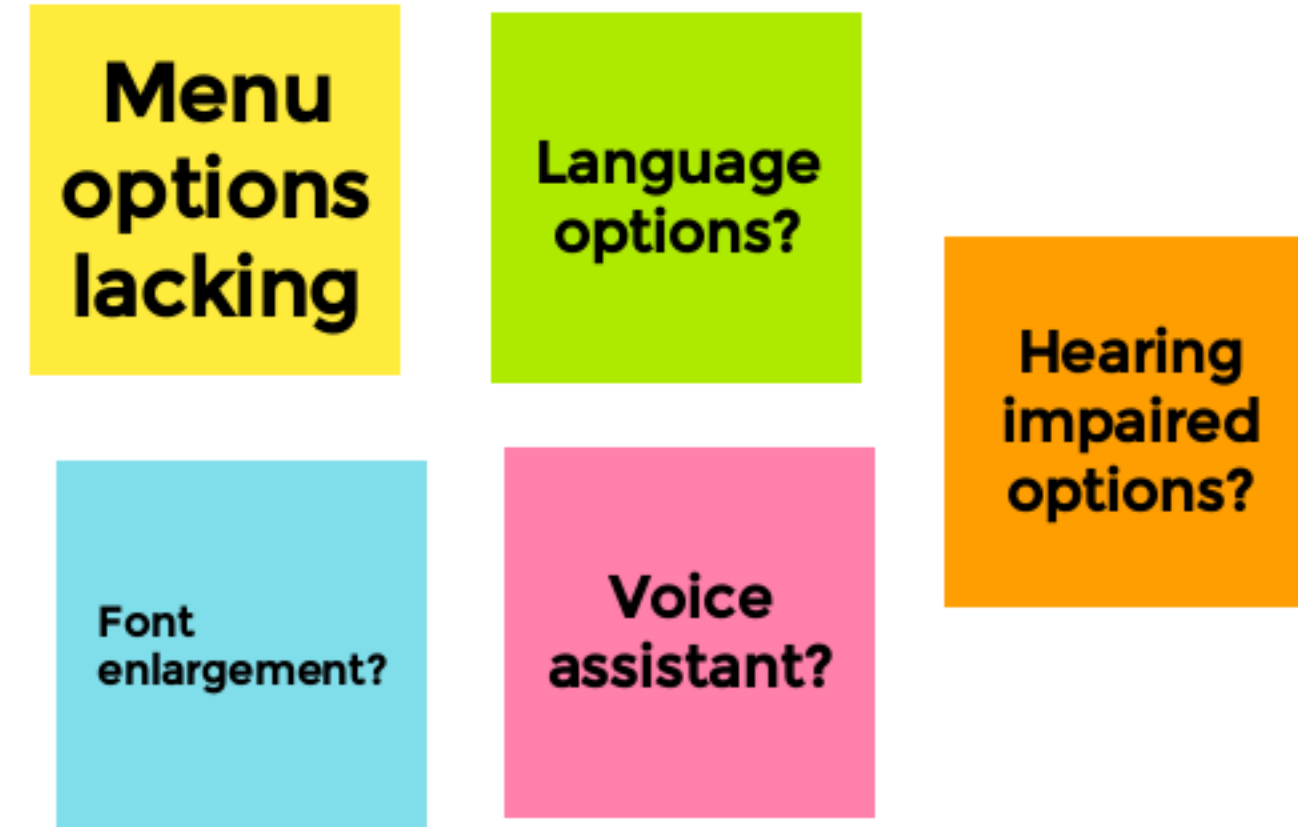 Menu
options
lacking
Language
options?
Hearing
impaired
options?
Font
enlargement?
Voice
assistant?